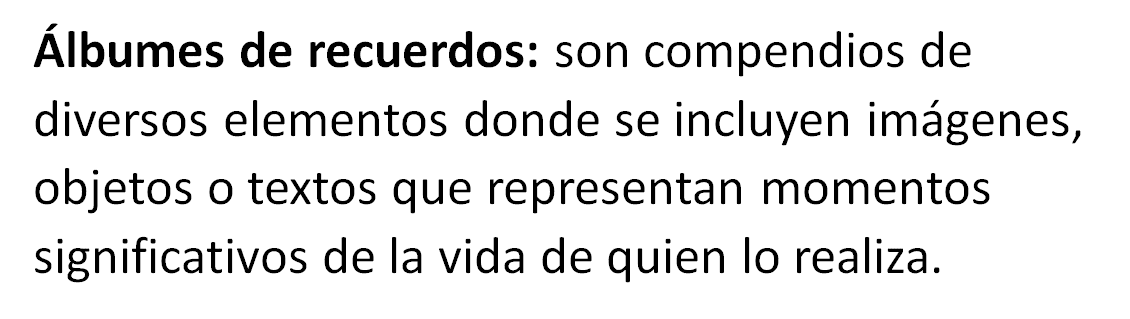 Álbumes de recuerdos: son compendios de
diversos elementos donde se incluyen imágenes,
objetos o textos que representan momentos
significativos de la vida de quien lo realiza.